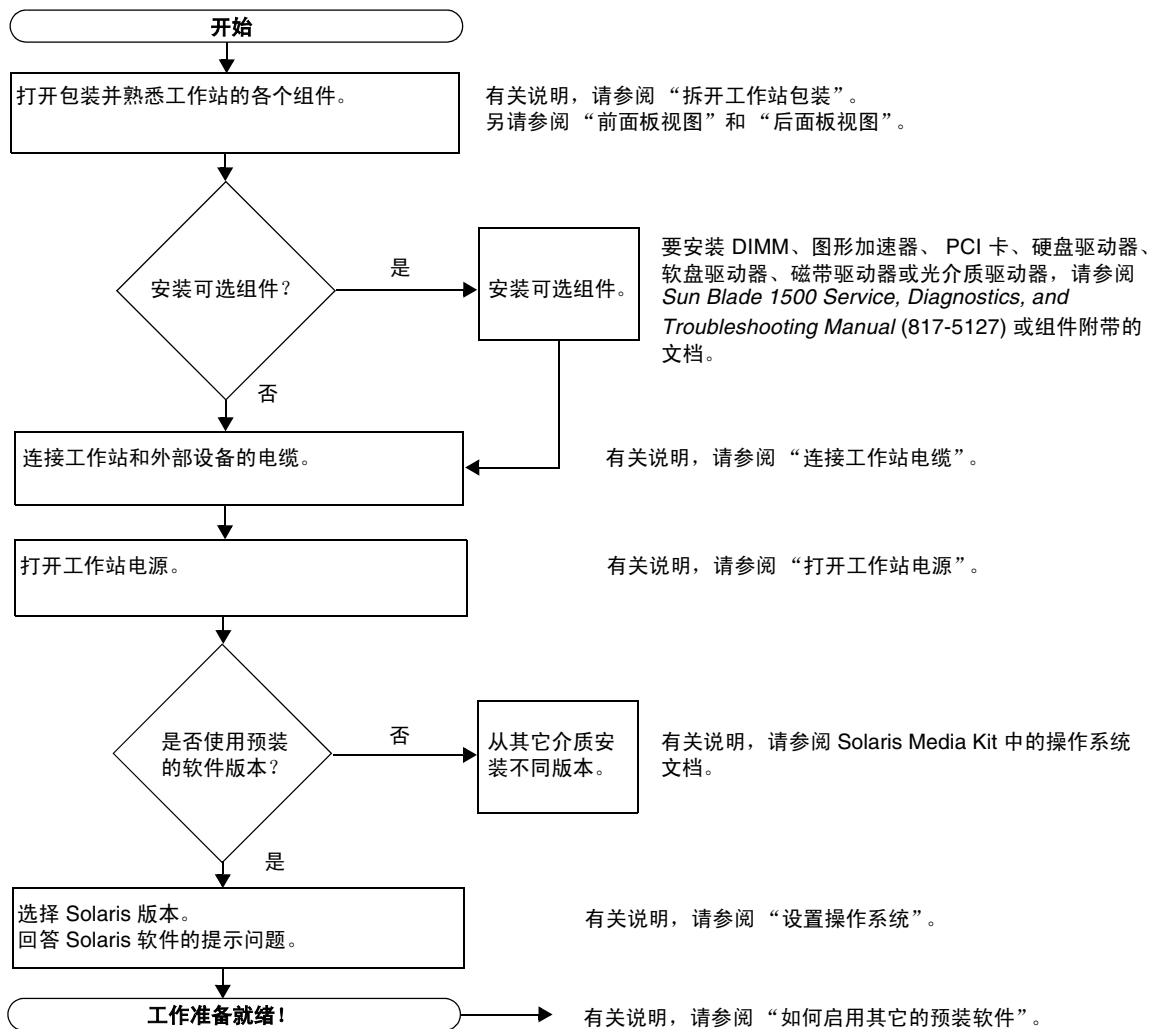 开始
打开包装并熟悉工作站的各个组件。
有关说明，请参阅 “拆开工作站包装”。
另请参阅 “前面板视图”和 “后面板视图”。
安装可选组件？
是
安装可选组件。
要安装 DIMM、图形加速器、 PCI 卡、硬盘驱动器、
软盘驱动器、磁带驱动器或光介质驱动器，请参阅
Sun Blade 1500 Service, Diagnostics, and
Troubleshooting Manual (817-5127) 或组件附带的
文档。
否
连接工作站和外部设备的电缆。
有关说明，请参阅 “连接工作站电缆”。
打开工作站电源。
有关说明，请参阅 “打开工作站电源”。
是否使用预装
的软件版本？
否
从其它介质安
装不同版本。
有关说明，请参阅 Solaris Media Kit 中的操作系统
文档。
是
选择 Solaris 版本。
回答 Solaris 软件的提示问题。
有关说明，请参阅 “设置操作系统”。
工作准备就绪！
有关说明，请参阅 “如何启用其它的预装软件”。